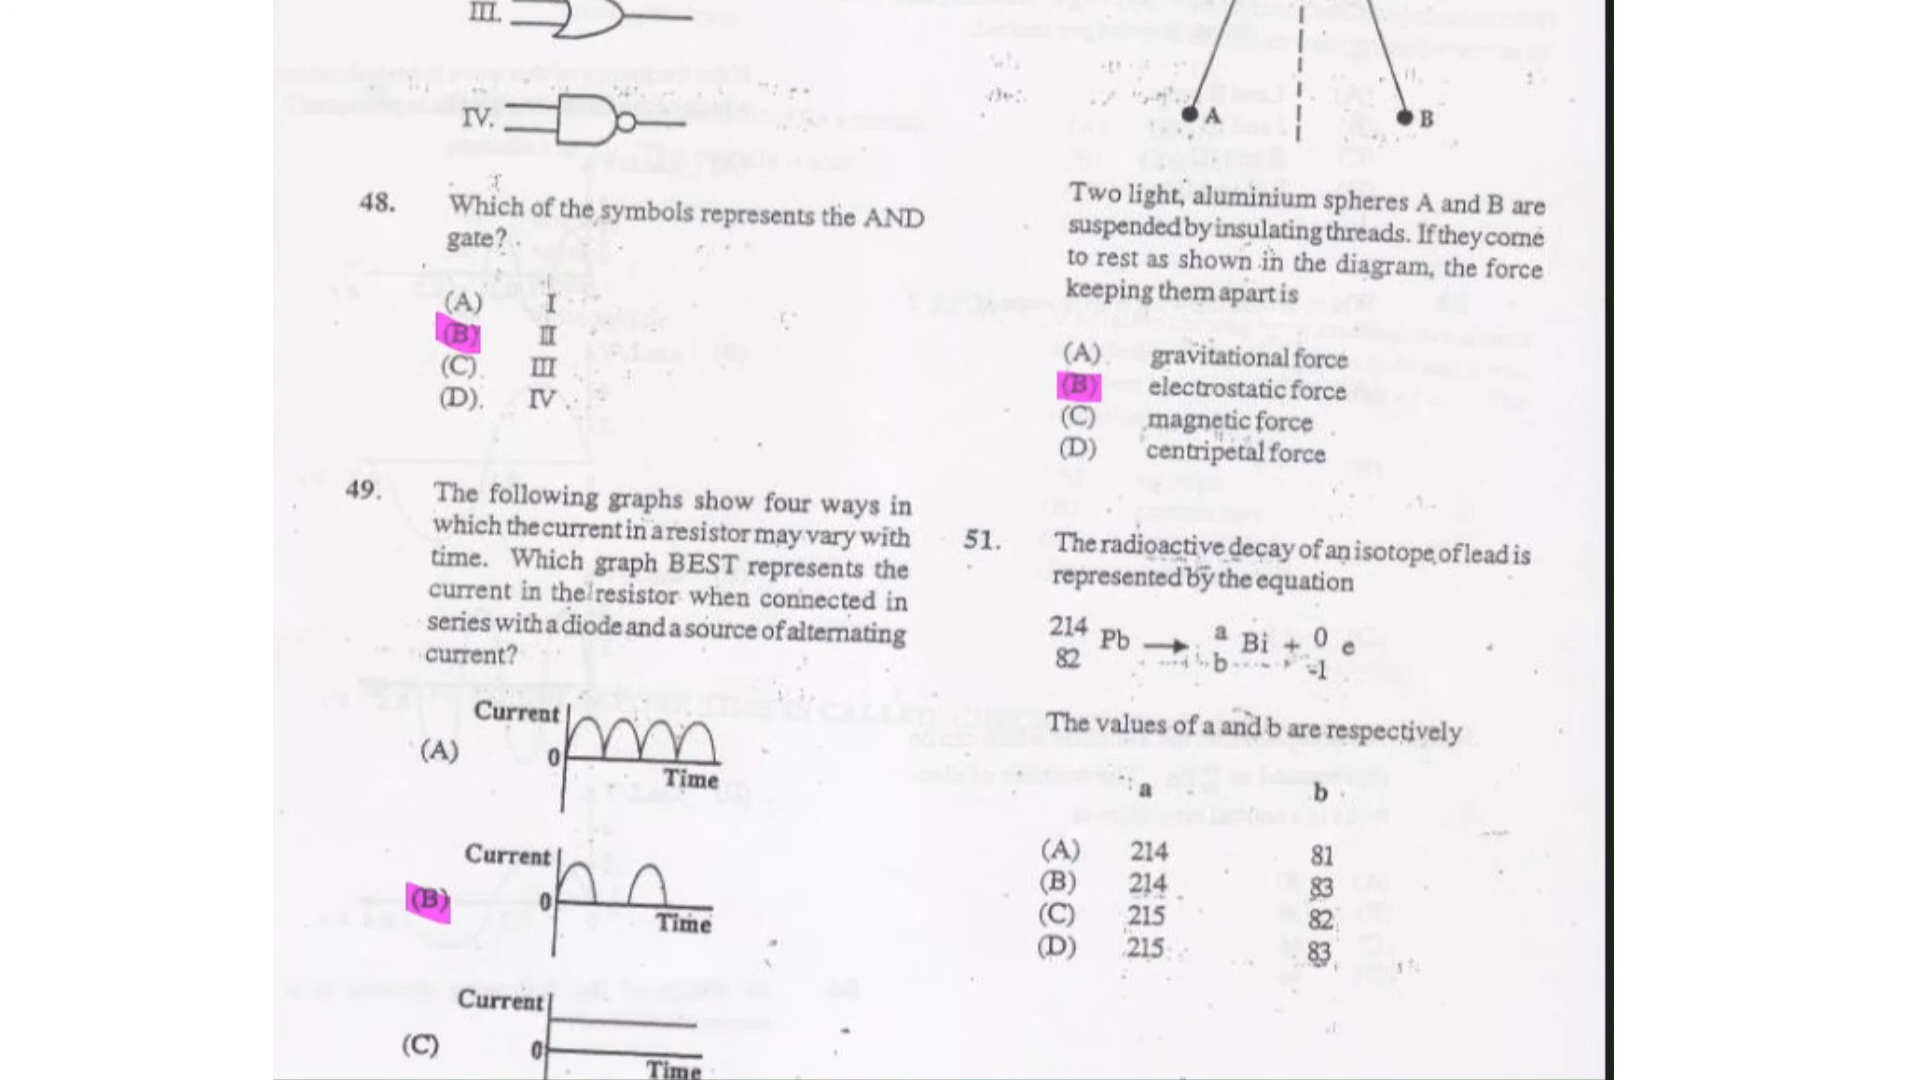 III.
IV.
48. Which of the symbols represents the AND
gate?
(A) I
(B) II
(C) III
(D) IV
49. The following graphs show four ways in
which the current in a resistor may vary with
time. Which graph BEST represents the
current in the resistor when connected in
series with a diode and a source of alternating
current?
(A) Current 0 Time
(B) Current 0 Time
(C) Current 0 Time
A B
Two light, aluminium spheres A and B are
suspended by insulating threads. If they come
to rest as shown in the diagram, the force
keeping them apart is
(A) gravitational force
(B) electrostatic force
(C) magnetic force
(D) centripetal force
51. The radioactive decay of an isotope of lead is
represented by the equation
214 a 0
Pb → Bi + e
82 b -1
The values of a and b are respectively
a b
(A) 214 81
(B) 214 83
(C) 215 82
(D) 215 83